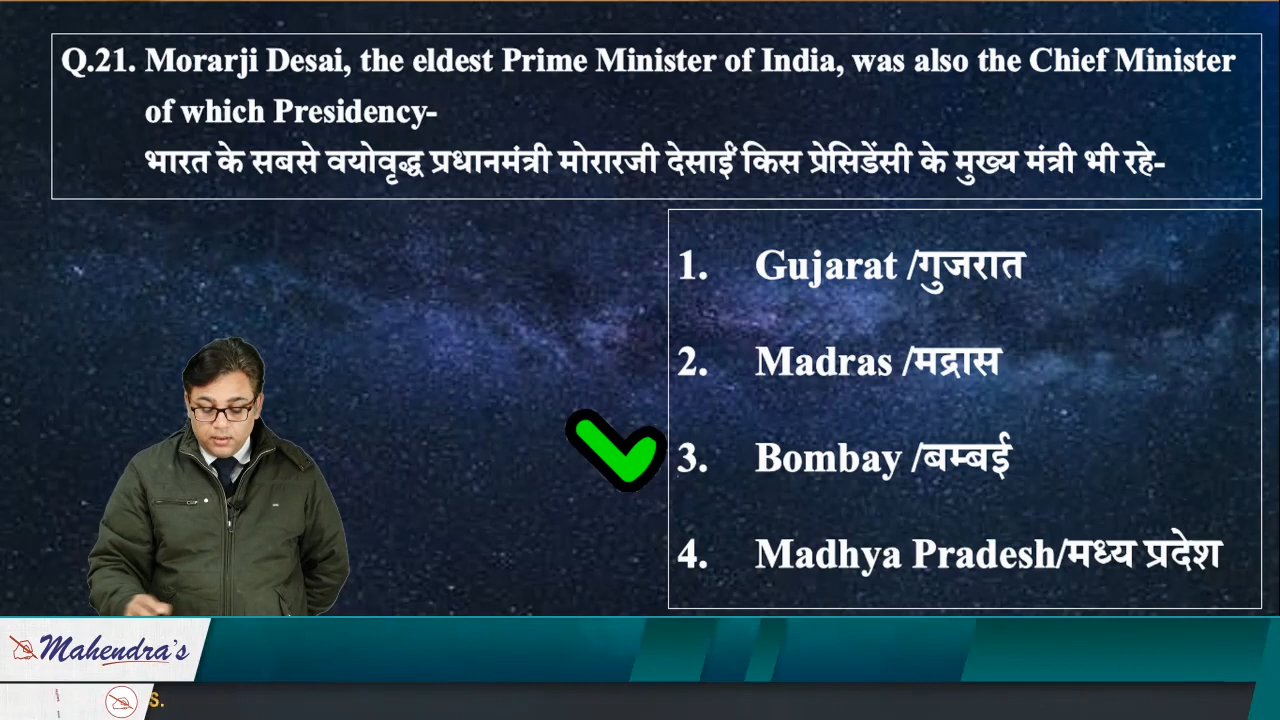 Q.21. Morarji Desai, the eldest Prime Minister of India, was also the Chief Minister
of which Presidency-
भारत के सबसे वयोवृद्ध प्रधानमंत्री मोरारजी देसाईं किस प्रेसिडेंसी के मुख्य मंत्री भी रहे-
1. Gujarat /गुजरात
2. Madras /मद्रास
3. Bombay /बम्बई
4. Madhya Pradesh/मध्य प्रदेश
Mahendra's
S.